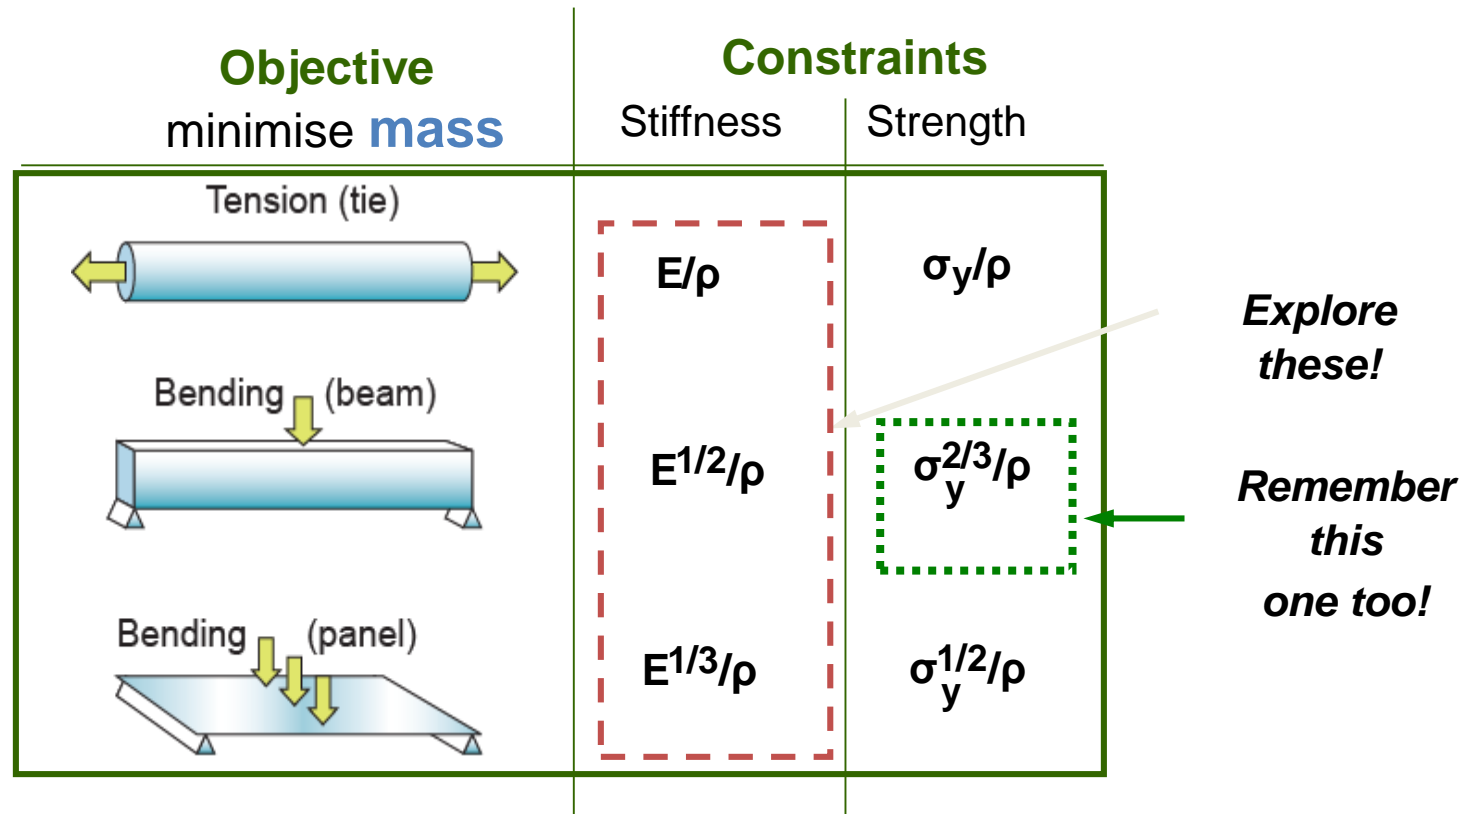 Objective
minimise mass
Constraints
Stiffness
Strength
Tension (tie)
E/ρ
σy/ρ
Bending (beam)
E1/2/ρ
σy2/3/ρ
Bending (panel)
E1/3/ρ
σy1/2/ρ
Explore
these!
Remember
this
one too!